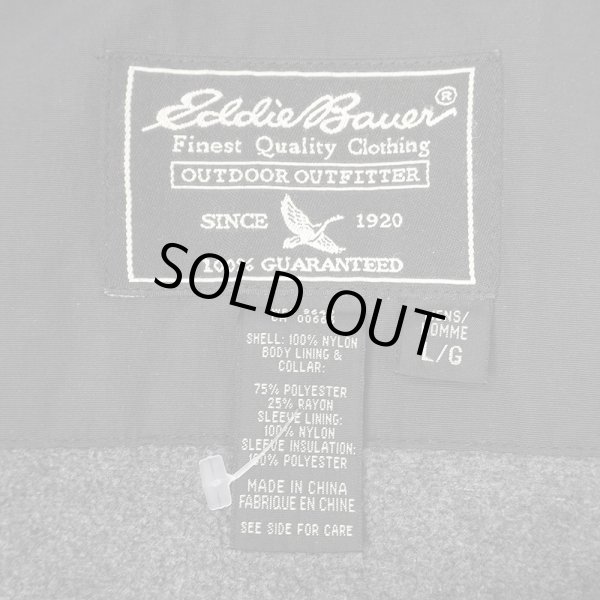 Eddie Bauer®
Finest Quality Clothing
OUTDOOR OUTFITTER
SINCE 1920
100% GUARANTEED
SOLD OUT
L/G
SHELL: 100% NYLON
BODY LINING &
COLLAR:
75% POLYESTER
25% RAYON
SLEEVE LINING:
100% NYLON
SLEEVE INSULATION:
100% POLYESTER
MADE IN CHINA
FABRIQUE EN CHINE
SEE SIDE FOR CARE